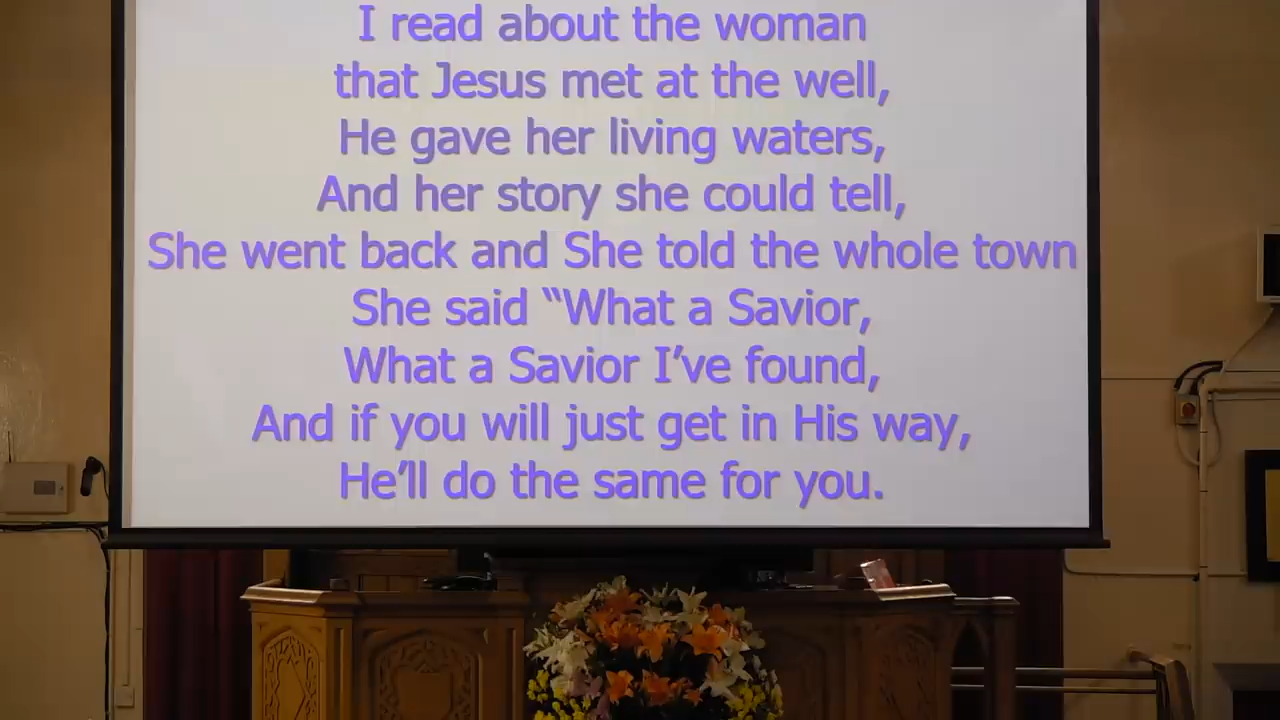 I read about the woman
that Jesus met at the well,
He gave her living waters,
And her story she could tell,
She went back and She told the whole town
She said “What a Savior,
What a Savior I’ve found,
And if you will just get in His way,
He’ll do the same for you.